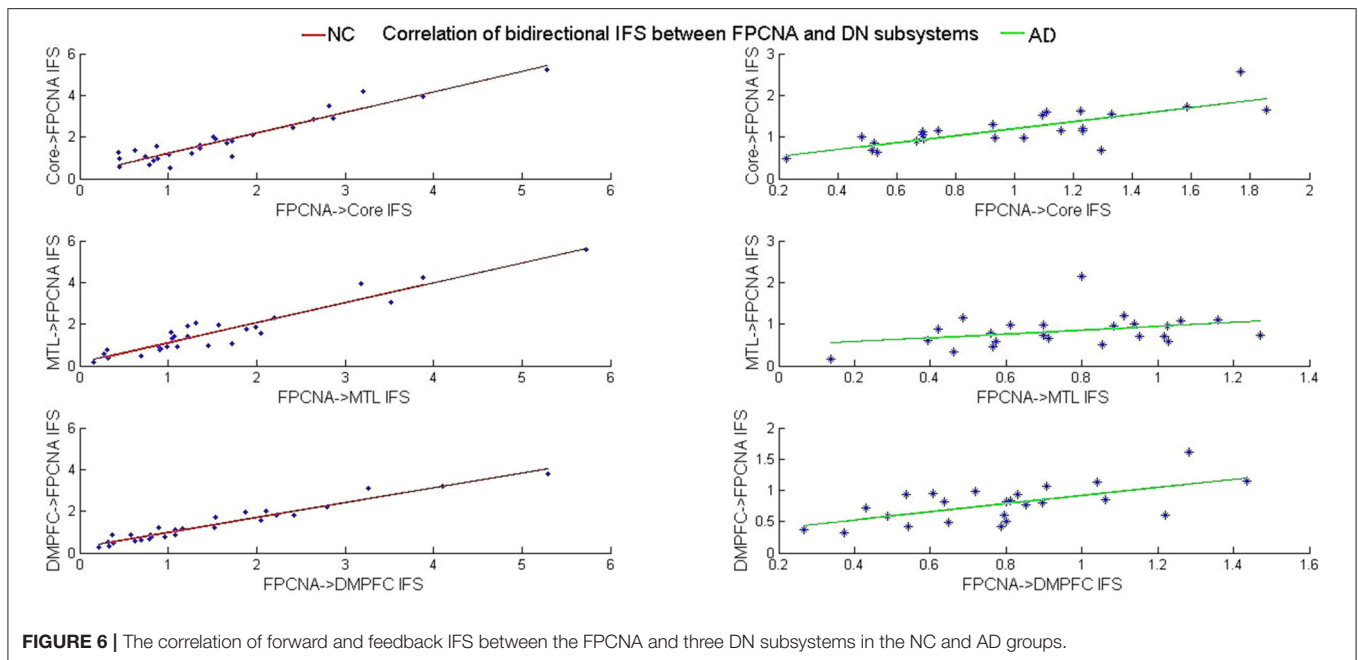 NC Correlation of bidirectional IFS between FPCNA and DN subsystems AD
Core->FPCNA IFS
6
4
2
0
0 1 2 3 4 5 6
FPCNA->Core IFS
Core->FPCNA IFS
3
2
1
0
0.2 0.4 0.6 0.8 1 1.2 1.4 1.6 1.8 2
FPCNA->Core IFS
MTL->FPCNA IFS
6
4
2
0
0 1 2 3 4 5 6
FPCNA->MTL IFS
MTL->FPCNA IFS
3
2
1
0
0 0.2 0.4 0.6 0.8 1 1.2 1.4
FPCNA->MTL IFS
DMPFC->FPCNA IFS
6
4
2
0
0 1 2 3 4 5 6
FPCNA->DMPFC IFS
DMPFC->FPCNA IFS
2
1.5
1
0.5
0
0.2 0.4 0.6 0.8 1 1.2 1.4 1.6
FPCNA->DMPFC IFS
FIGURE 6 | The correlation of forward and feedback IFS between the FPCNA and three DN subsystems in the NC and AD groups.